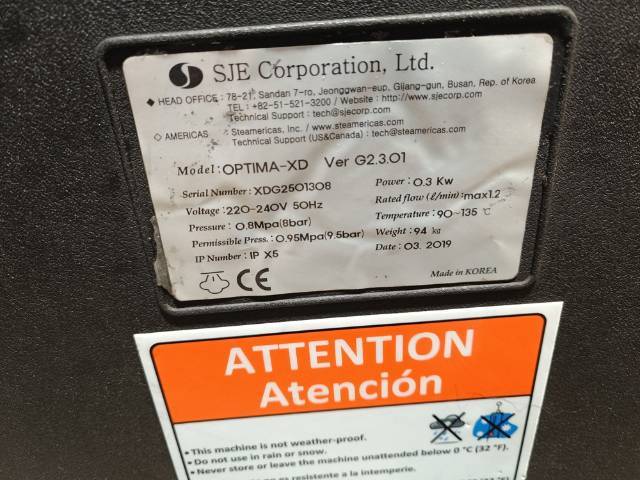 SJE Corporation, Ltd.
◆ HEAD OFFICE : 78-21, Sandan 7-ro, Jeonggwan-eup, Gijang-gun, Busan, Rep. of Korea
TEL : +82-51-521-3200 / Website : http://www.sjecorp.com
Technical Support : tech@sjecorp.com
◇ AMERICAS : Steamericas, Inc. / www.steamericas.com
Technical Support (US&Canada) : tech@steamericas.com
Model: OPTIMA-XD Ver G2.3.01
Serial Number: XDG2501308 Power: 0.3 Kw
Voltage: 220-240V 50Hz Rated flow (ℓ/min): max1.2
Pressure: 0.8Mpa(8bar) Temperature: 90~135 ℃
Permissible Press: 0.95Mpa(9.5bar) Weight: 94 kg
IP Number: IP X5 Date: 03. 2019
CE Made in KOREA
ATTENTION
Atención
• This machine is not weather-proof.
• Do not use in rain or snow.
• Never store or leave the machine unattended below 0 °C (32 °F).
es resistente a la intemperie.